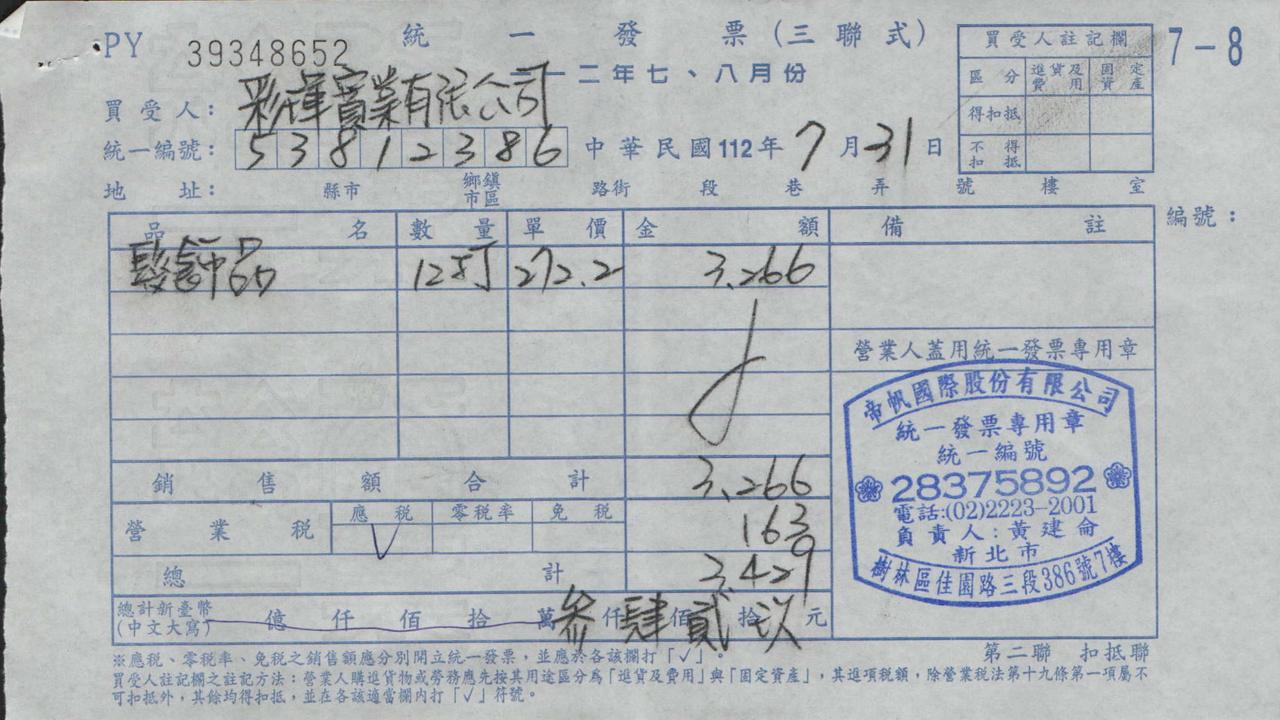 PY 39348652 統一發票(三聯式) 7-8
一一二年七、八月份
買受人註記欄
區分 進貨及費用 固定資產
得扣抵
不得扣抵
買受人: 彩煇實業有限公司
統一編號: 53812386 中華民國112年7月31日
地址: 縣市 鄉鎮市區 路街 段 巷 弄 號 樓 室
編號:
品名 數量 單價 金額 備註
12打 272.2 3,266
營業人蓋用統一發票專用章
銷售額合計 3,266
營業稅 應稅 零稅率 免稅 163
V
總計 3,429
總計新臺幣(中文大寫) 億 仟 佰 拾 萬 參仟肆佰貳拾玖元
帝帆國際股份有限公司
統一發票專用章
統一編號
28375892
電話:(02)2223-2001
負責人:黃建侖
新北市
樹林區佳園路三段386號7樓
第二聯 扣抵聯
※應稅、零稅率、免稅之銷售額應分別開立統一發票,並應於各該欄打「√」。
買受人註記欄之註記方法:營業人購進貨物或勞務應先按其用途區分為「進貨及費用」與「固定資產」,其進項稅額,除營業稅法第十九條第一項屬不
可扣抵外,其餘均得扣抵,並在各該適當欄內打「√」符號。